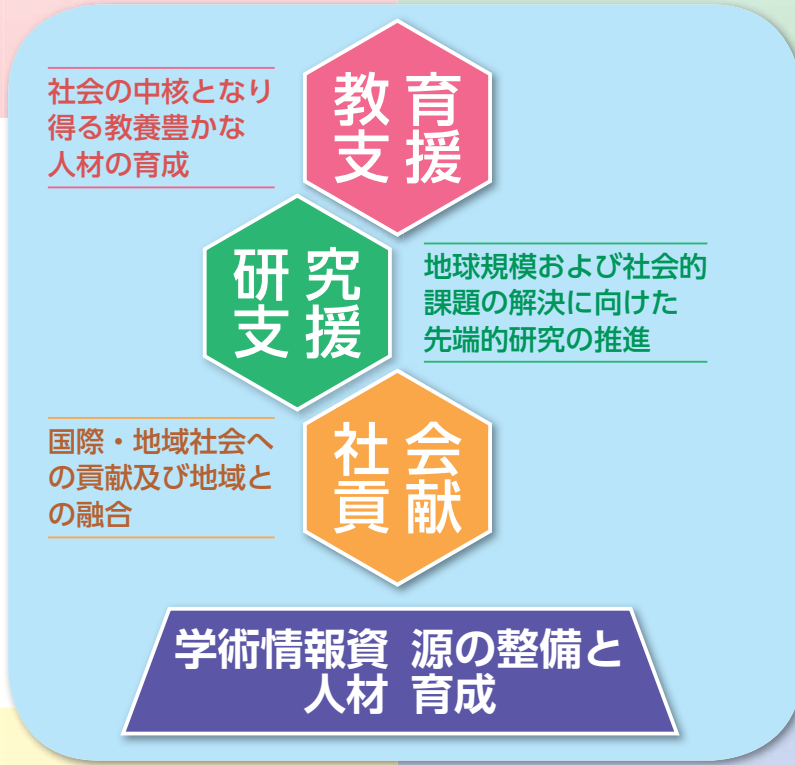 社会の中核となり
得る教養豊かな
人材の育成
教育
支援
研究
支援
地球規模および社会的
課題の解決に向けた
先端的研究の推進
国際・地域社会へ
の貢献及び地域と
の融合
社会
貢献
学術情報資 源の整備と
人材 育成